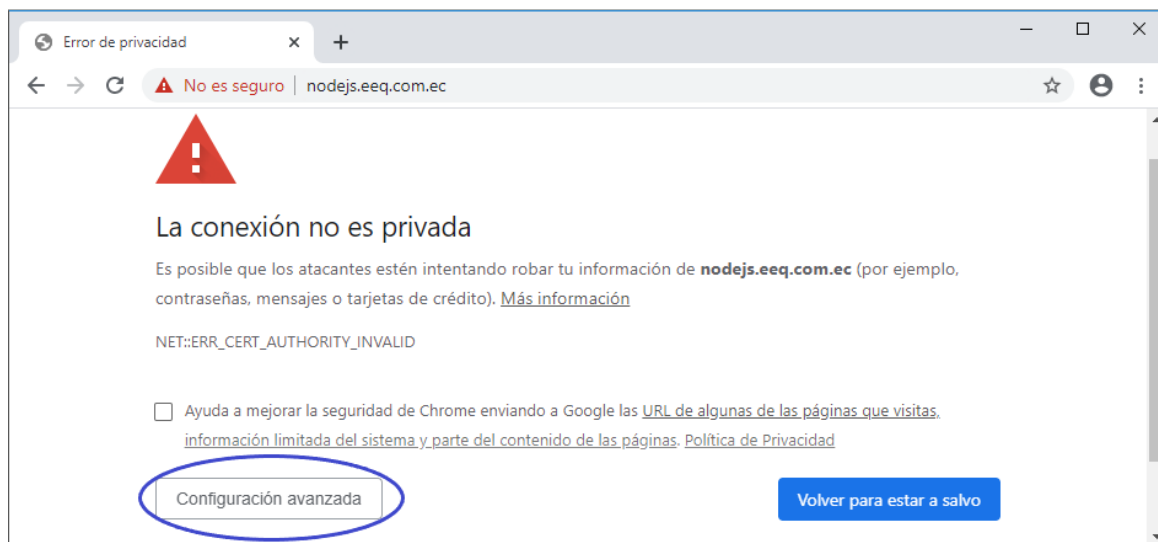 Error de privacidad
No es seguro | nodejs.eeq.com.ec
La conexión no es privada
Es posible que los atacantes estén intentando robar tu información de nodejs.eeq.com.ec (por ejemplo,
contraseñas, mensajes o tarjetas de crédito). Más información
NET::ERR_CERT_AUTHORITY_INVALID
Ayuda a mejorar la seguridad de Chrome enviando a Google las URL de algunas de las páginas que visitas,
información limitada del sistema y parte del contenido de las páginas. Política de Privacidad
Configuración avanzada
Volver para estar a salvo